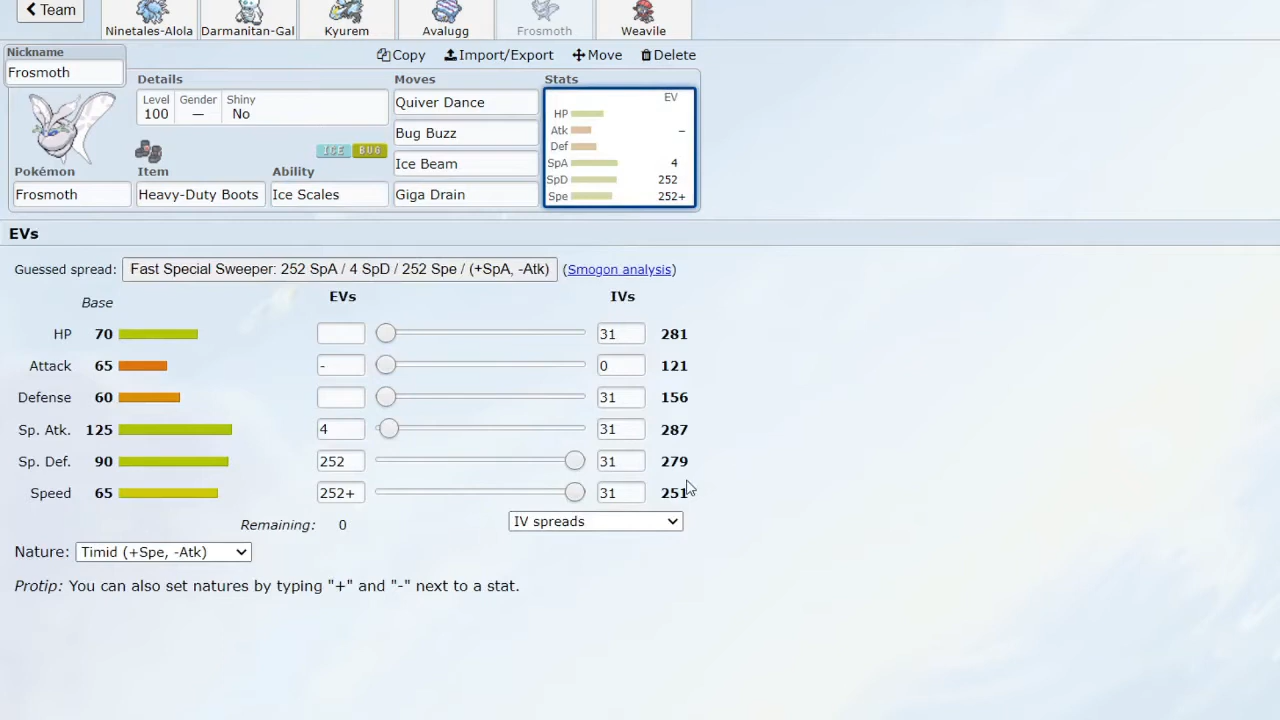 Team
Ninetales-Alola Darmanitan-Gal Kyurem Avalugg Frosmoth Weavile
Nickname
Frosmoth
Copy Import/Export Move Delete
Details Moves Stats
Level Gender Shiny
100 — No
ICE BUG
Pokémon Item Ability
Frosmoth Heavy-Duty Boots Ice Scales
Quiver Dance
Bug Buzz
Ice Beam
Giga Drain
EV
HP
Atk –
Def
SpA 4
SpD 252
Spe 252+
EVs
Guessed spread: Fast Special Sweeper: 252 SpA / 4 SpD / 252 Spe / (+SpA, -Atk) (Smogon analysis)
Base EVs IVs
HP 70 31 281
Attack 65 - 0 121
Defense 60 31 156
Sp. Atk. 125 4 31 287
Sp. Def. 90 252 31 279
Speed 65 252+ 31 251
Remaining: 0 IV spreads
Nature: Timid (+Spe, -Atk)
Protip: You can also set natures by typing "+" and "-" next to a stat.